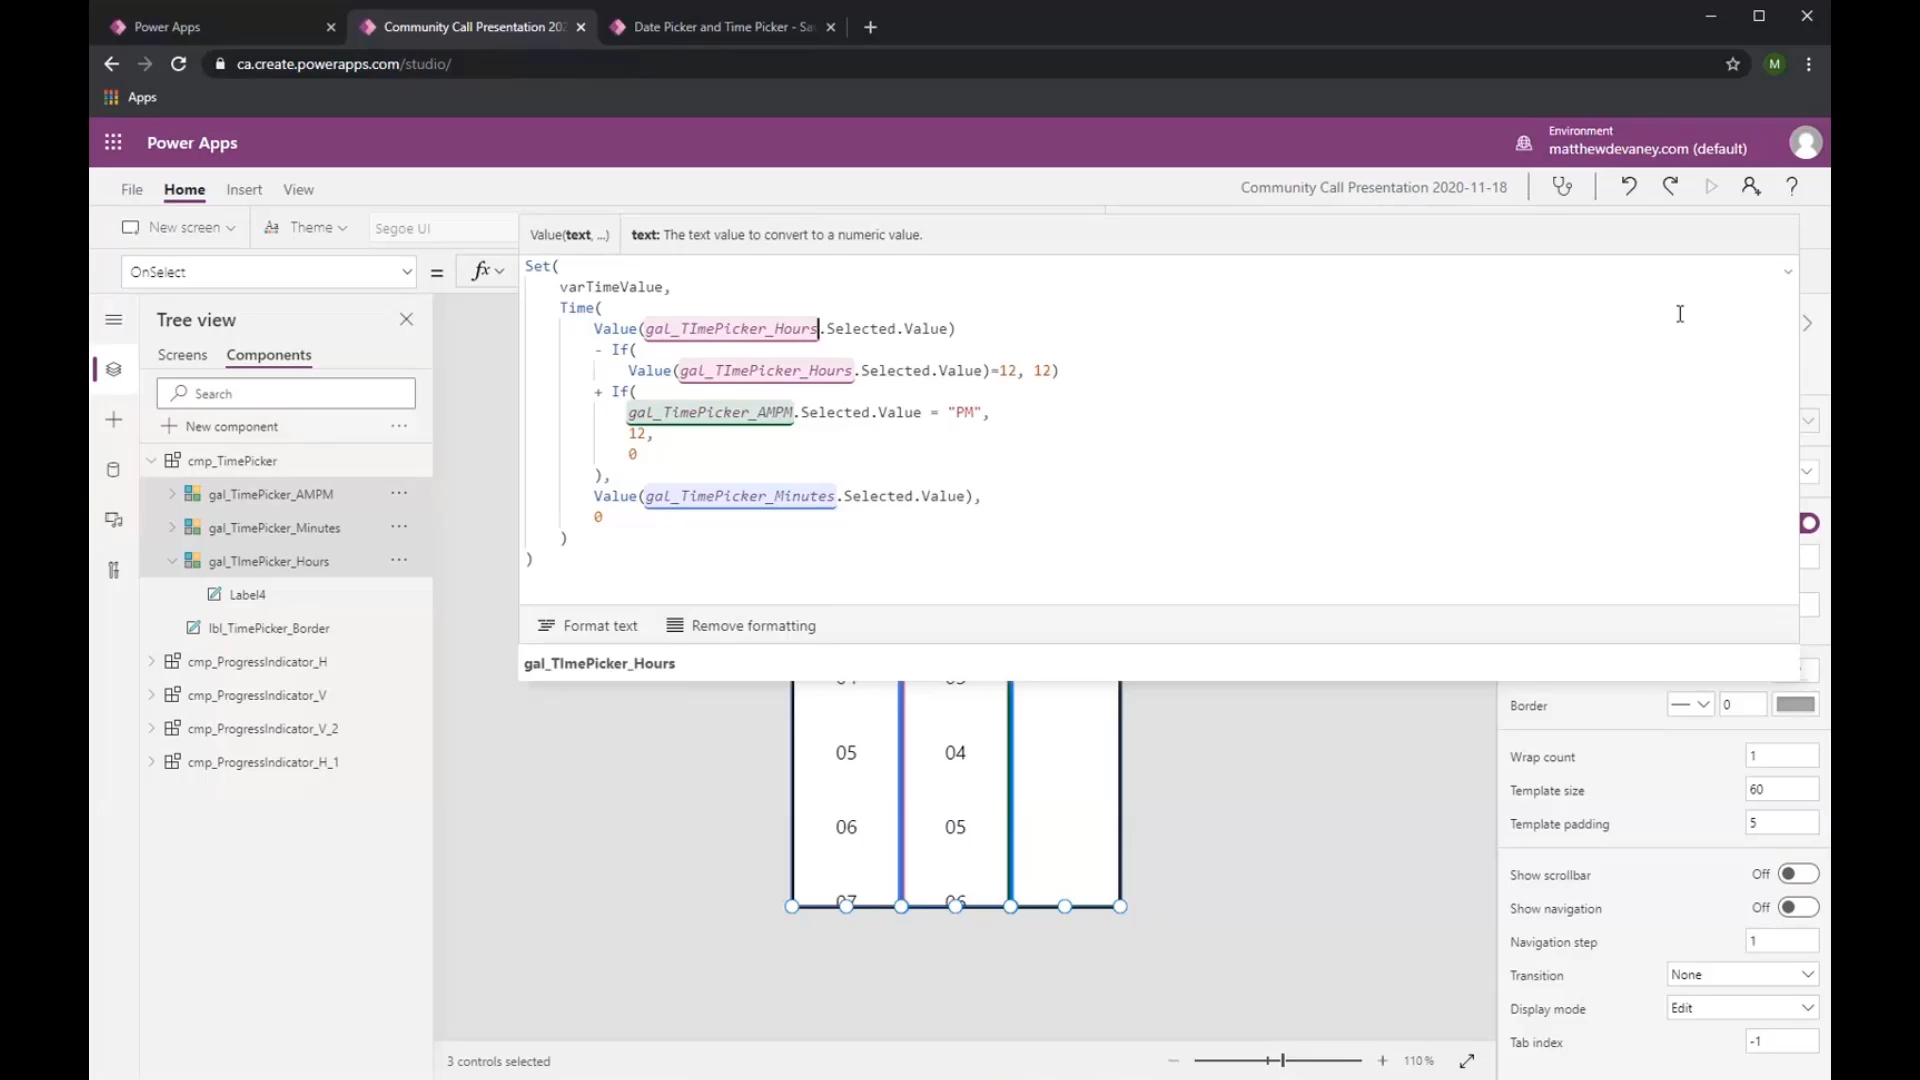 Power Apps
Community Call Presentation 202
Date Picker and Time Picker - Sa
ca.create.powerapps.com/studio/
M
Apps
Power Apps
Environment
matthewdevaney.com (default)
File Home Insert View
Community Call Presentation 2020-11-18
New screen
Theme
Segoe UI
Value(text, ...)
text: The text value to convert to a numeric value.
OnSelect
=
fx
Set(
varTimeValue,
Time(
Value(gal_TImePicker_Hours.Selected.Value)
- If(
Value(gal_TImePicker_Hours.Selected.Value)=12, 12)
+ If(
gal_TimePicker_AMPM.Selected.Value = "PM",
12,
0
),
Value(gal_TimePicker_Minutes.Selected.Value),
0
)
)
Format text
Remove formatting
gal_TImePicker_Hours
Tree view
Screens Components
Search
New component
cmp_TimePicker
gal_TimePicker_AMPM
gal_TimePicker_Minutes
gal_TImePicker_Hours
Label4
lbl_TimePicker_Border
cmp_ProgressIndicator_H
cmp_ProgressIndicator_V
cmp_ProgressIndicator_V_2
cmp_ProgressIndicator_H_1
05 04
06 05
07 06
Border 0
Wrap count 1
Template size 60
Template padding 5
Show scrollbar Off
Show navigation Off
Navigation step 1
Transition None
Display mode Edit
Tab index -1
3 controls selected
110 %